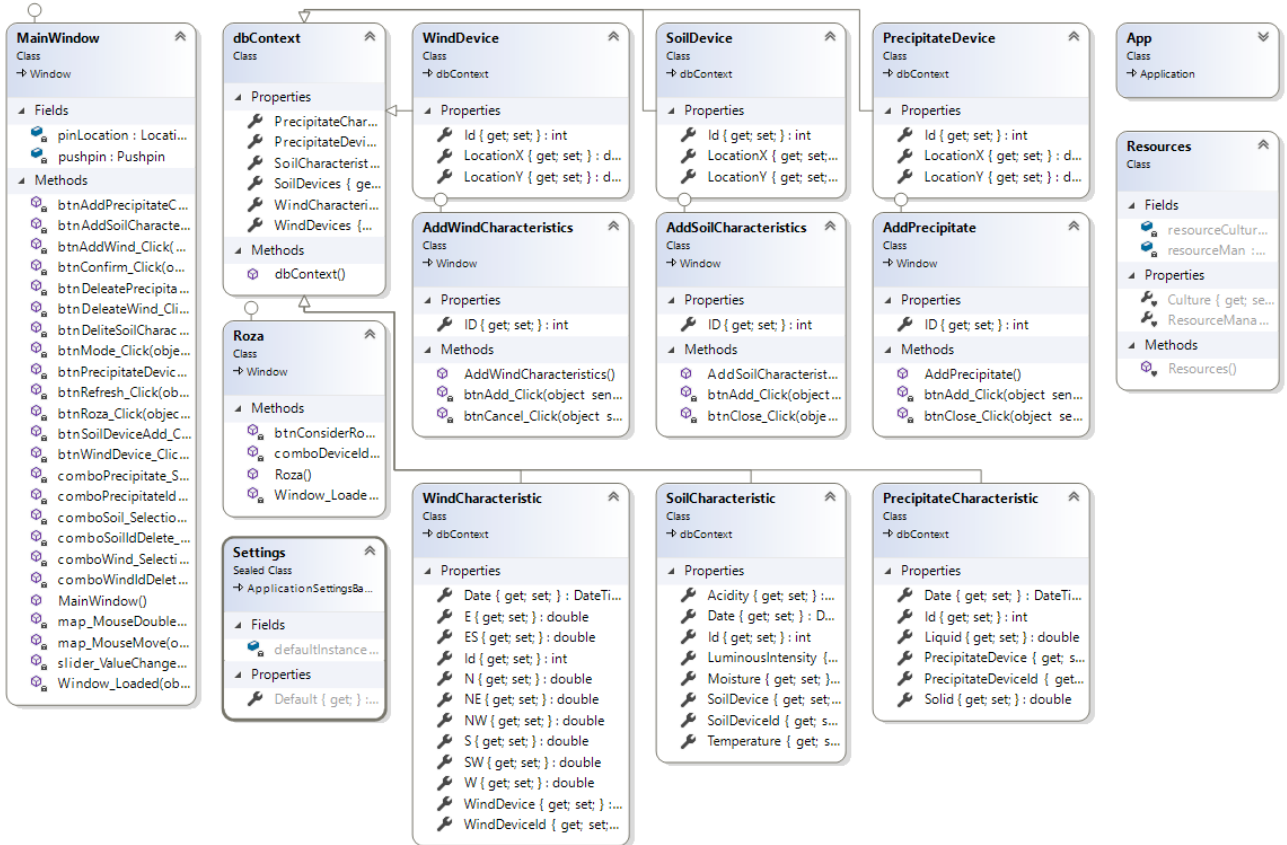 MainWindow
Class
→ Window
Fields
pinLocation : Locati...
pushpin : Pushpin
Methods
btnAddPrecipitateC...
btnAddSoilCharacte...
btnAddWind_Click( ...
btnConfirm_Click(o...
btnDeleatePrecipita...
btnDeleateWind_Cli...
btnDeliteSoilCharac...
btnMode_Click(obje...
btnPrecipitateDevic...
btnRefresh_Click(ob...
btnRoza_Click(objec...
btnSoilDeviceAdd_C...
btnWindDevice_Clic...
comboPrecipitate_S...
comboPrecipitateId...
comboSoil_Selectio...
comboSoilIdDelete_...
comboWind_Selecti...
comboWindIdDelet...
MainWindow()
map_MouseDouble...
map_MouseMove(o...
slider_ValueChange...
Window_Loaded(ob...
dbContext
Class
Properties
PrecipitateChar...
PrecipitateDevi...
SoilCharacterist...
SoilDevices { ge...
WindCharacteri...
WindDevices {...
Methods
dbContext()
WindDevice
Class
→ dbContext
Properties
Id { get; set; } : int
LocationX { get; set; } : d...
LocationY { get; set; } : d...
SoilDevice
Class
→ dbContext
Properties
Id { get; set; } : int
LocationX { get; set;...
LocationY { get; set;...
PrecipitateDevice
Class
→ dbContext
Properties
Id { get; set; } : int
LocationX { get; set; } : d...
LocationY { get; set; } : d...
App
Class
→ Application
Resources
Class
Fields
resourceCultur...
resourceMan :...
Properties
Culture { get; se...
ResourceMana...
Methods
Resources()
AddWindCharacteristics
Class
→ Window
Properties
ID { get; set; } : int
Methods
AddWindCharacteristics()
btnAdd_Click(object sen...
btnCancel_Click(object s...
AddSoilCharacteristics
Class
→ Window
Properties
ID { get; set; } : int
Methods
AddSoilCharacterist...
btnAdd_Click(object...
btnClose_Click(obje...
AddPrecipitate
Class
→ Window
Properties
ID { get; set; } : int
Methods
AddPrecipitate()
btnAdd_Click(object sen...
btnClose_Click(object se...
Roza
Class
→ Window
Methods
btnConsiderRo...
comboDeviceId...
Roza()
Window_Loade...
Settings
Sealed Class
→ ApplicationSettingsBa...
Fields
defaultInstance...
Properties
Default { get; } :...
WindCharacteristic
Class
→ dbContext
Properties
Date { get; set; } : DateTi...
E { get; set; } : double
ES { get; set; } : double
Id { get; set; } : int
N { get; set; } : double
NE { get; set; } : double
NW { get; set; } : double
S { get; set; } : double
SW { get; set; } : double
W { get; set; } : double
WindDevice { get; set; } :...
WindDeviceId { get; set;...
SoilCharacteristic
Class
→ dbContext
Properties
Acidity { get; set; } :...
Date { get; set; } : D...
Id { get; set; } : int
LuminousIntensity {...
Moisture { get; set; }...
SoilDevice { get; set;...
SoilDeviceId { get; s...
Temperature { get; s...
PrecipitateCharacteristic
Class
→ dbContext
Properties
Date { get; set; } : DateTi...
Id { get; set; } : int
Liquid { get; set; } : double
PrecipitateDevice { get; s...
PrecipitateDeviceId { get...
Solid { get; set; } : double